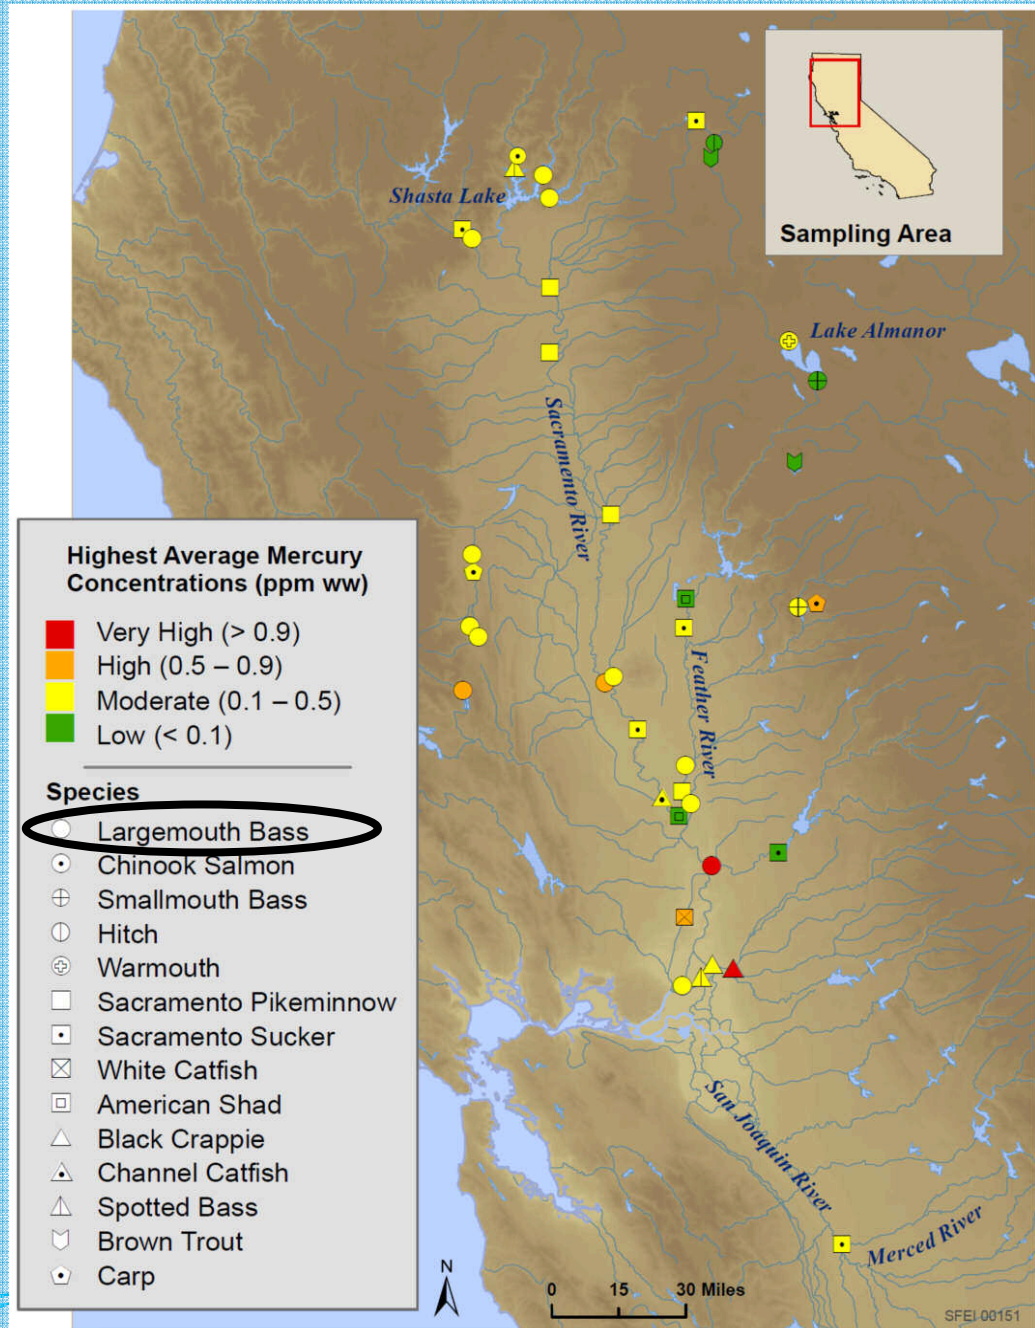 Sampling Area
Shasta Lake
Lake Almanor
Sacramento River
Feather River
Highest Average Mercury
Concentrations (ppm ww)
Very High (> 0.9)
High (0.5 – 0.9)
Moderate (0.1 – 0.5)
Low (< 0.1)
Species
Largemouth Bass
Chinook Salmon
Smallmouth Bass
Hitch
Warmouth
Sacramento Pikeminnow
Sacramento Sucker
White Catfish
American Shad
Black Crappie
Channel Catfish
Spotted Bass
Brown Trout
Carp
San Joaquin River
Merced River
N
0 15 30 Miles
SFEI 00151